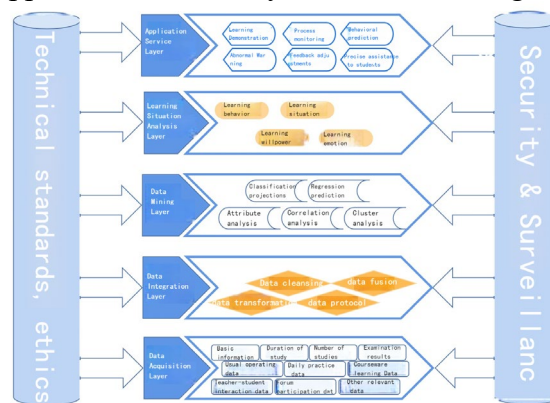 Technical standards, ethics
Application
Service
Layer
Learning
Demonstration
Process
monitoring
Behavioral
prediction
Abnormal War
ning
Feedback adju
stments
Precise assistance
to students
Learning
Situation
Analysis
Layer
Learning
behavior
Learning
situation
Learning
willpower
Learning
emotion
Data
Mining
Layer
Classification
projections
Regression
prediction
Attribute
analysis
Correlation
analysis
Cluster
analysis
Data
Integration
Layer
Data cleansing
data fusion
data transformati
data protocol
Data
Acquisition
Layer
Basic
information
Duration of
study
Number of
studies
Examination
results
Usual operating
data
Daily practice
data
Courseware
learning Data
Teacher-student
interaction data
Forum
participation dat
Other relevant
data
Security & Surveillanc